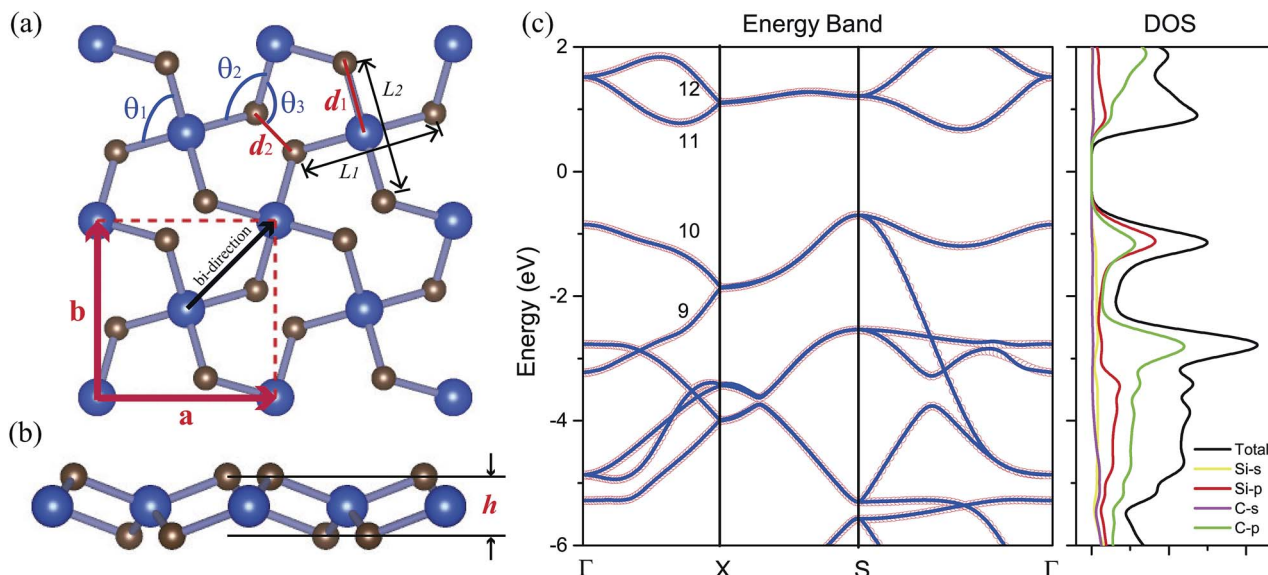 (a)
θ1
θ2
θ3
d1
d2
L1
L2
bi-direction
b
a
(b)
h
(c)
Energy Band
DOS
Energy (eV)
2
0
-2
-4
-6
12
11
10
9
Γ
X
S
Γ
Total
Si-s
Si-p
C-s
C-p